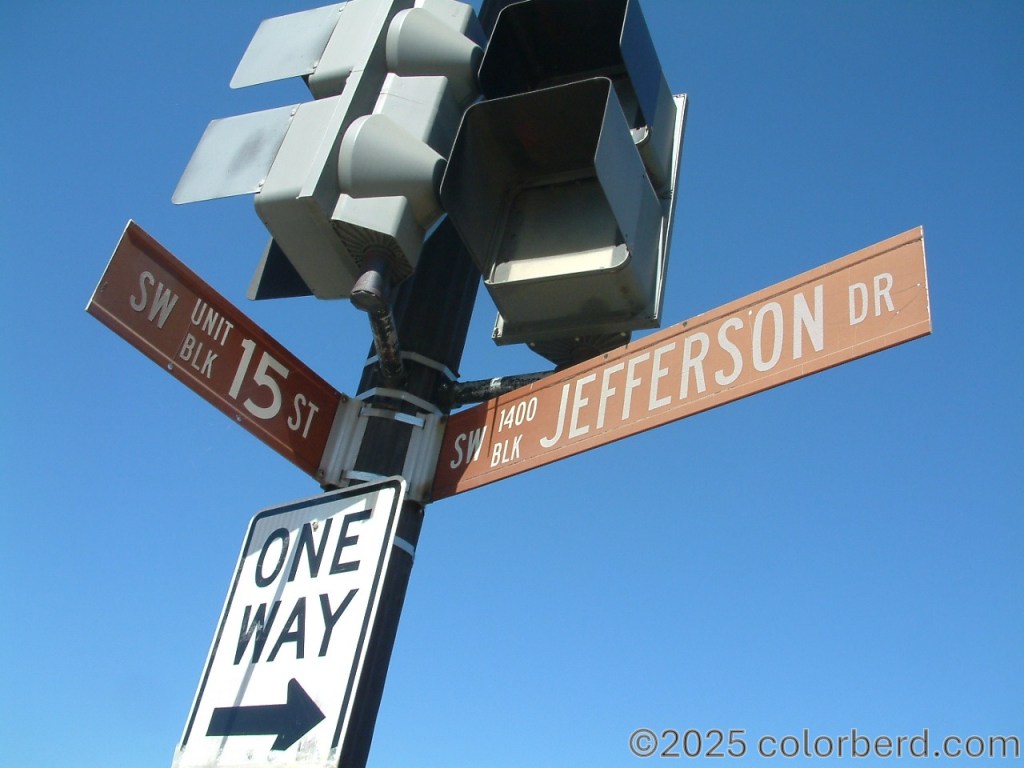 SW UNIT BLK 15 ST
SW 1400 BLK JEFFERSON DR
ONE
WAY
©2025 colorberd.com